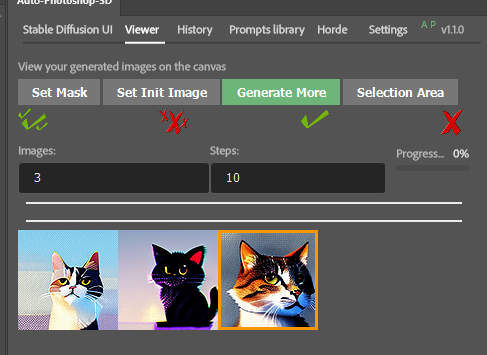 Auto-Photoshop-SD
Stable Diffusion UI Viewer History Prompts library Horde Settings A P v1.1.0
View your generated images on the canvas
Set Mask Set Init Image Generate More Selection Area
Images: Steps: Progress... 0%
3 10